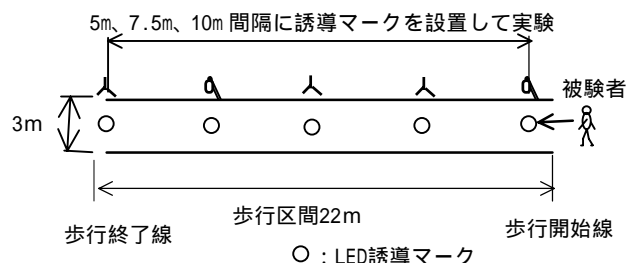 5m、7.5m、10m 間隔に誘導マークを設置して実験
被験者
3m
歩行区間22m
歩行終了線
歩行開始線
○ : LED誘導マーク